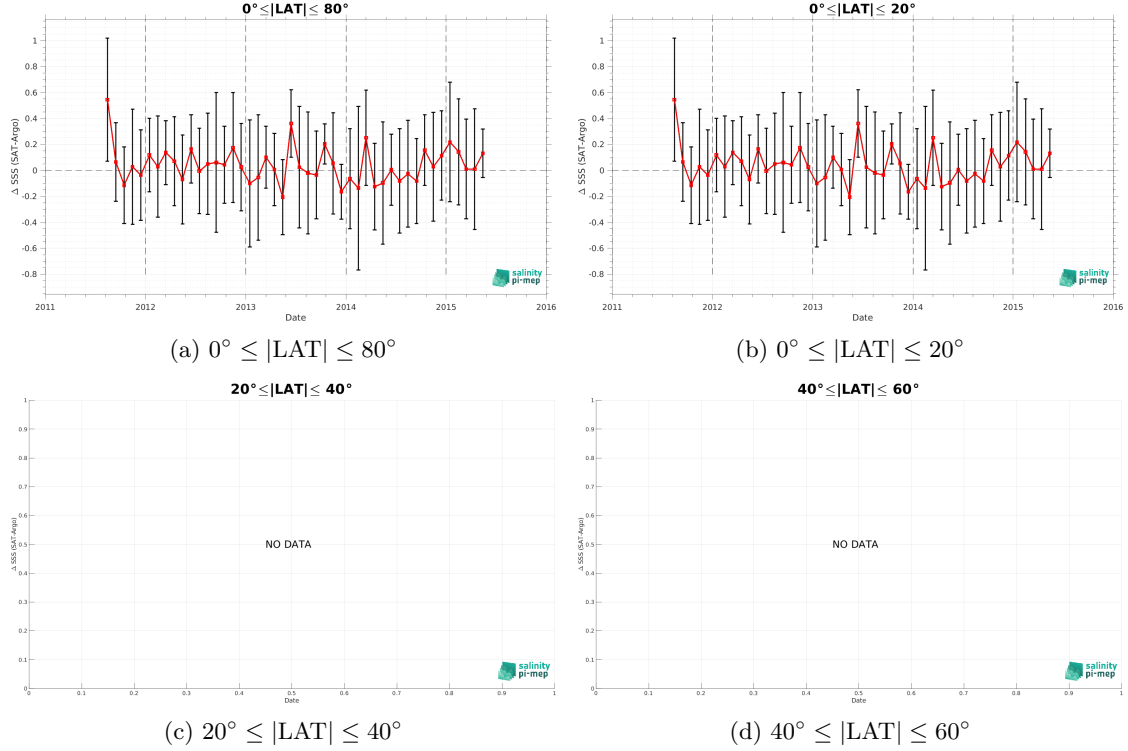 0°≤|LAT|≤ 80°
Δ SSS (SAT-Argo)
1
0.8
0.6
0.4
0.2
0
-0.2
-0.4
-0.6
-0.8
2011 2012 2013 2014 2015 2016
Date
salinity
pi-mep
(a) 0° ≤ |LAT| ≤ 80°
0°≤|LAT|≤ 20°
Δ SSS (SAT-Argo)
1
0.8
0.6
0.4
0.2
0
-0.2
-0.4
-0.6
-0.8
2011 2012 2013 2014 2015 2016
Date
salinity
pi-mep
(b) 0° ≤ |LAT| ≤ 20°
20°≤|LAT|≤ 40°
Δ SSS (SAT-Argo)
1
0.9
0.8
0.7
0.6
0.5
0.4
0.3
0.2
0.1
0
NO DATA
0 0.1 0.2 0.3 0.4 0.5 0.6 0.7 0.8 0.9 1
Date
salinity
pi-mep
(c) 20° ≤ |LAT| ≤ 40°
40°≤|LAT|≤ 60°
Δ SSS (SAT-Argo)
1
0.9
0.8
0.7
0.6
0.5
0.4
0.3
0.2
0.1
0
NO DATA
0 0.1 0.2 0.3 0.4 0.5 0.6 0.7 0.8 0.9 1
Date
salinity
pi-mep
(d) 40° ≤ |LAT| ≤ 60°